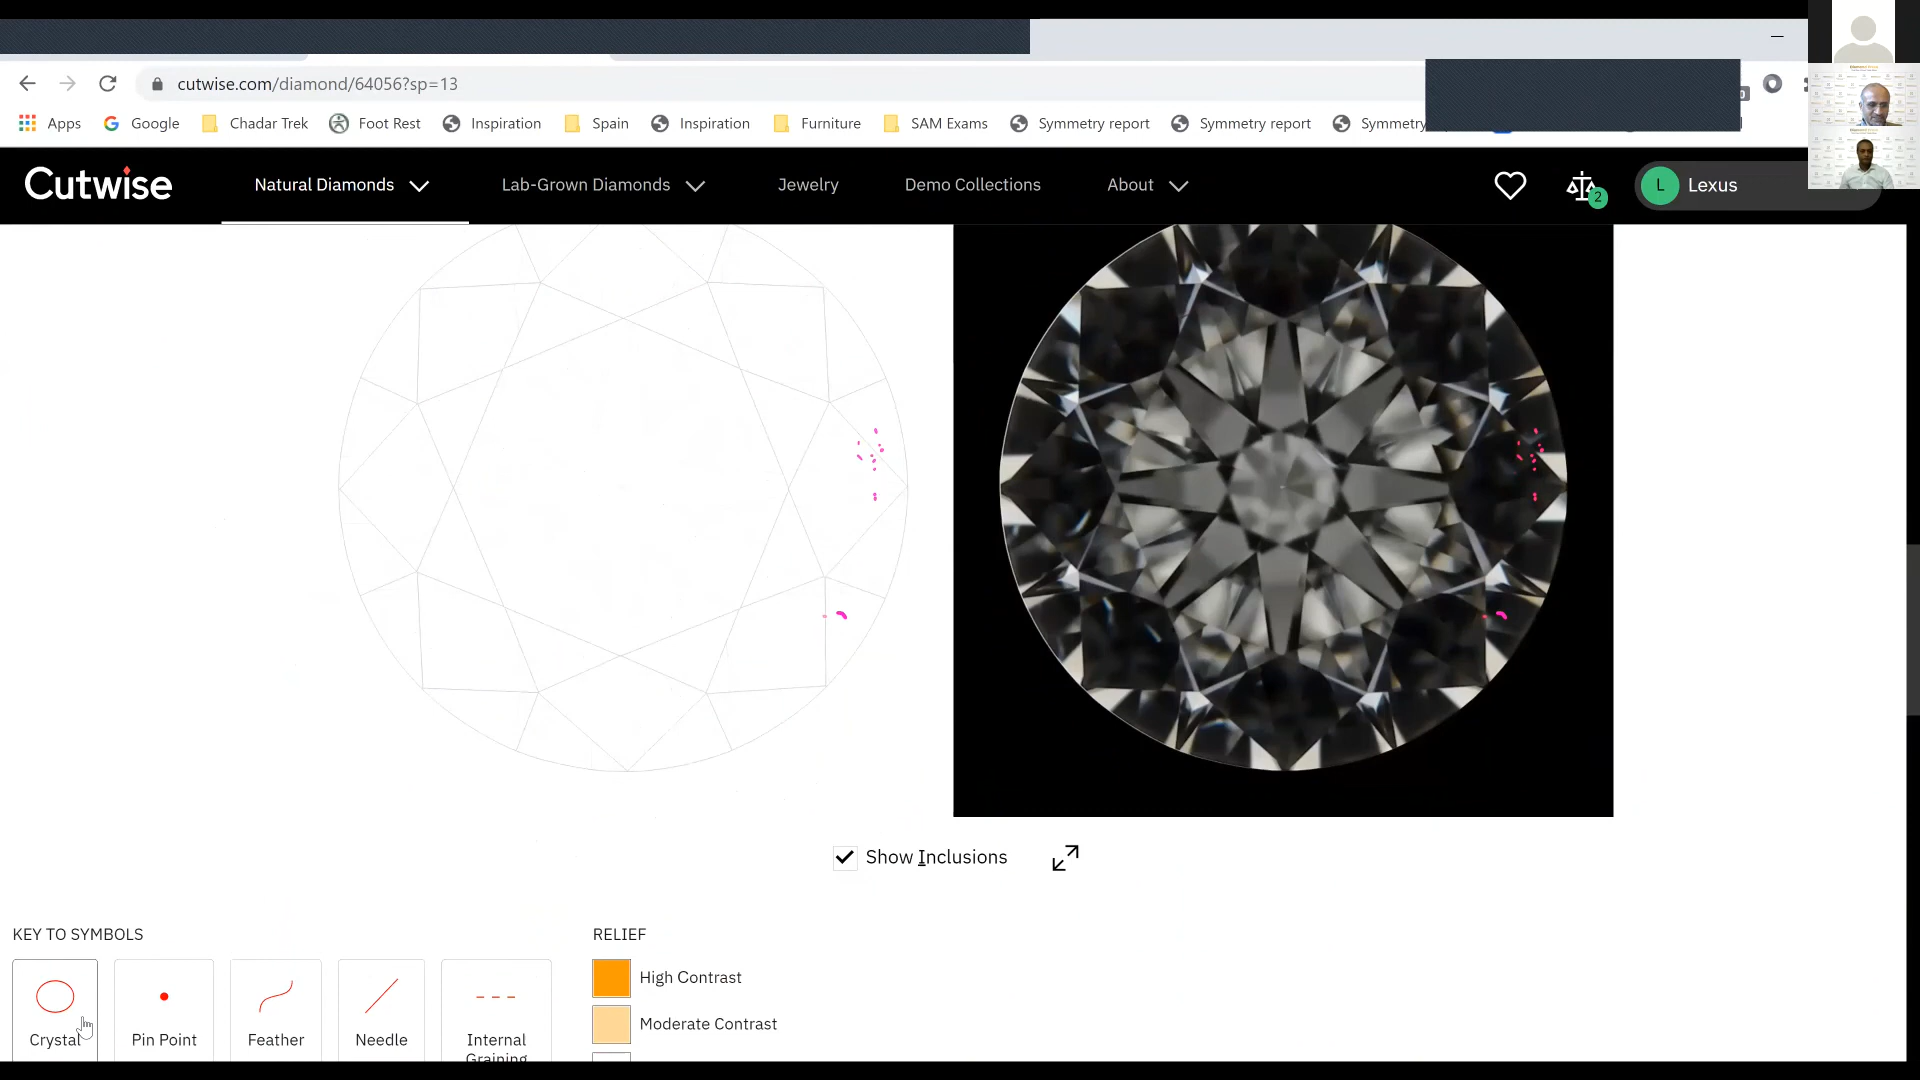 cutwise.com/diamond/64056?sp=13
Apps Google Chadar Trek Foot Rest Inspiration Spain Inspiration Furniture SAM Exams Symmetry report Symmetry report Symmetry
Cutwise Natural Diamonds Lab-Grown Diamonds Jewelry Demo Collections About 2 L Lexus
Show Inclusions
KEY TO SYMBOLS RELIEF
High Contrast
Moderate Contrast
Crystal Pin Point Feather Needle Internal
Graining